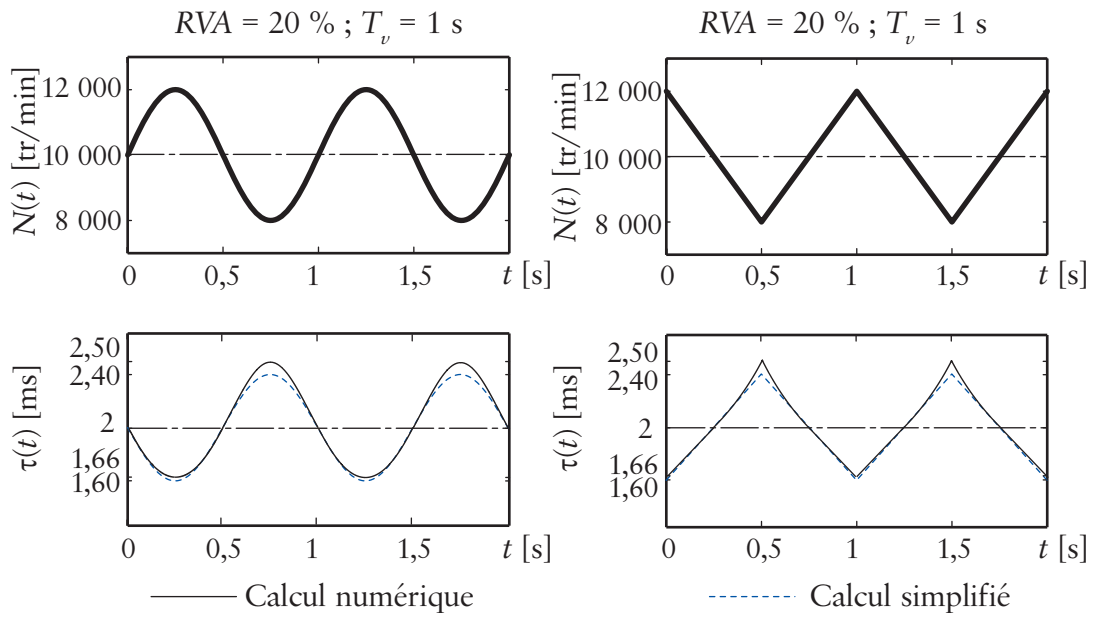 RVA = 20 % ; Tᵥ = 1 s
N(t) [tr/min]
12 000
10 000
8 000
0 0,5 1 1,5 t [s]
RVA = 20 % ; Tᵥ = 1 s
N(t) [tr/min]
12 000
10 000
8 000
0 0,5 1 1,5 t [s]
τ(t) [ms]
2,50
2,40
2
1,66
1,60
0 0,5 1 1,5 t [s]
τ(t) [ms]
2,50
2,40
2
1,66
1,60
0 0,5 1 1,5 t [s]
Calcul numérique
Calcul simplifié